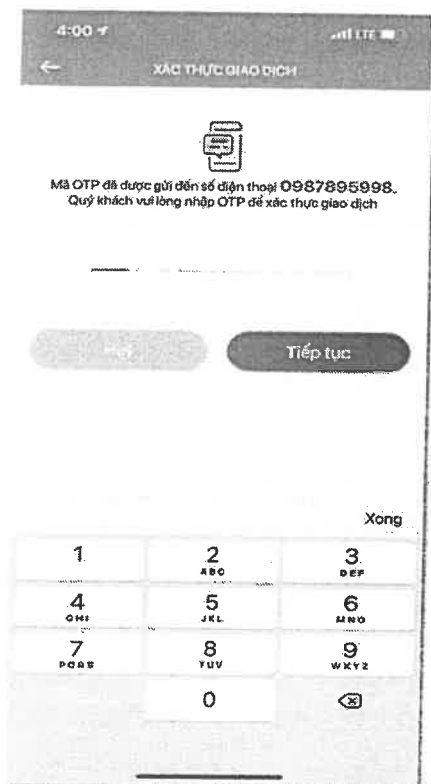 4:00
LTE
XÁC THỰC GIAO DỊCH
Mã OTP đã được gửi đến số điện thoại 0987895998.
Quý khách vui lòng nhập OTP để xác thực giao dịch
Tiếp tục
Xong
1 2 3
ABC DEF
4 5 6
GHI JKL MNO
7 8 9
PQRS TUV WXYZ
0